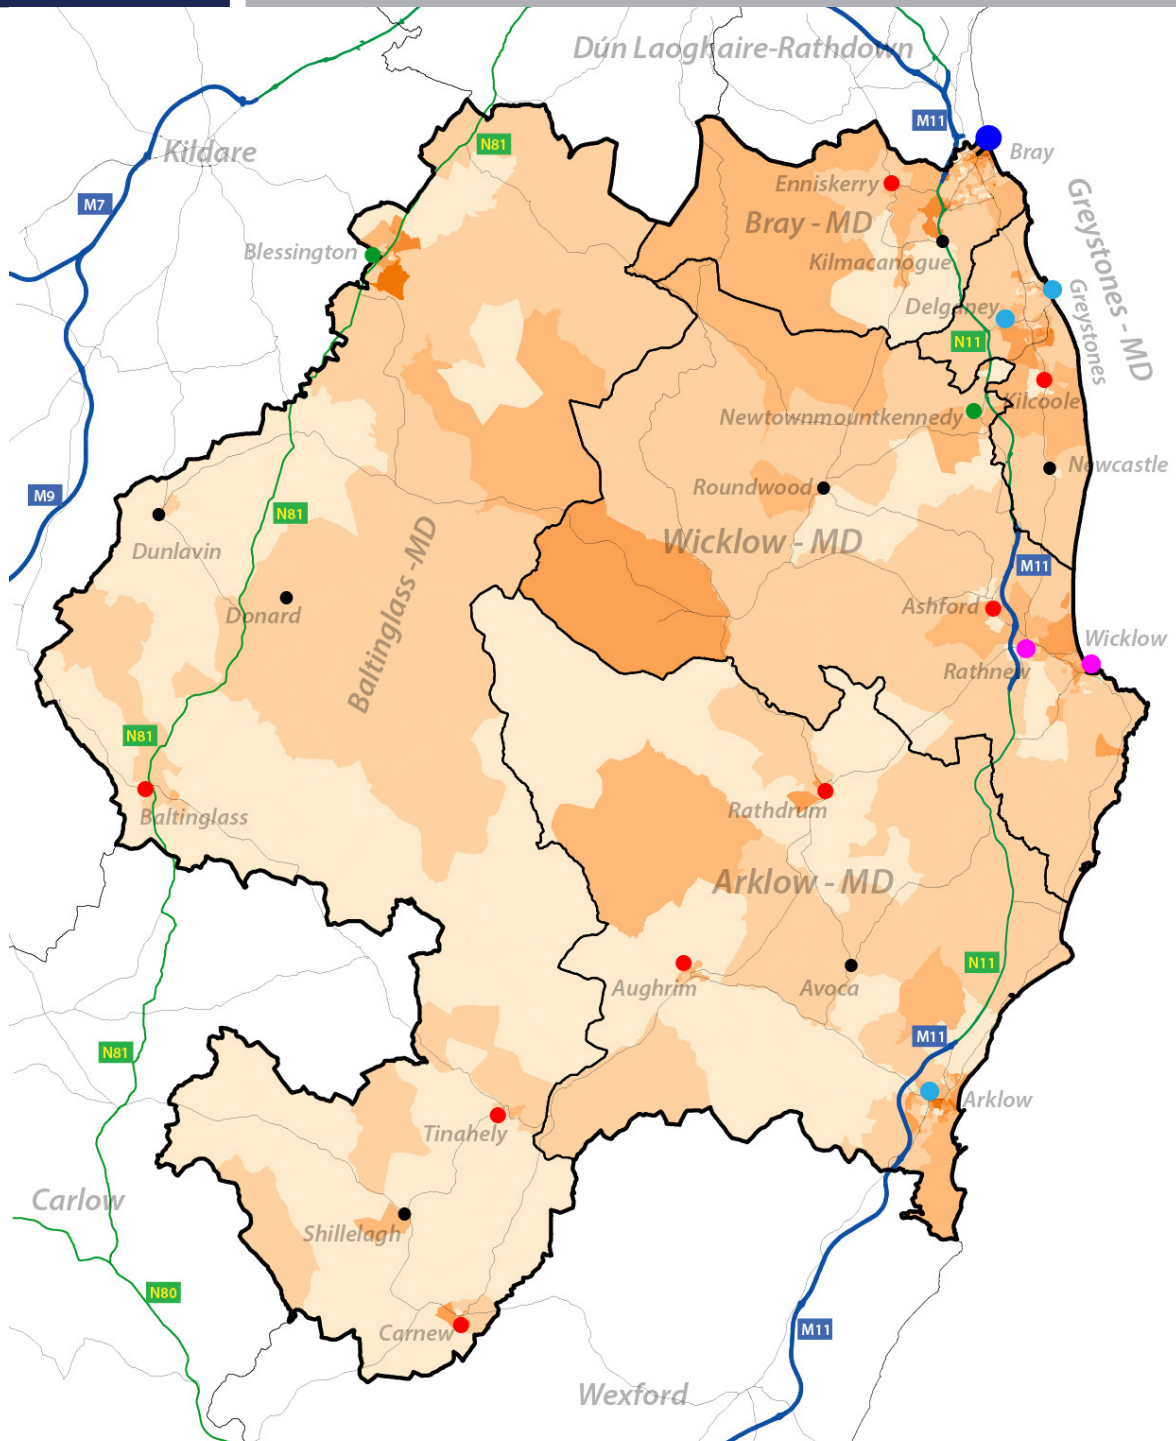 Dún Laoghaire-Rathdown
M11
Kildare
N81
Bray
Enniskerry
M7
Bray - MD
Greystones - MD
Blessington
Kilmacanogue
Delganey
Greystones
N11
Kilcoole
Newtownmountkennedy
Newcastle
M9
Roundwood
N81
Wicklow - MD
Dunlavin
M11
Baltinglass -MD
Ashford
Donard
Wicklow
Rathnew
N81
Baltinglass
Rathdrum
Arklow - MD
N11
Aughrim
Avoca
M11
N81
Arklow
Tinahely
Carlow
Shillelagh
N80
M11
Carnew
Wexford